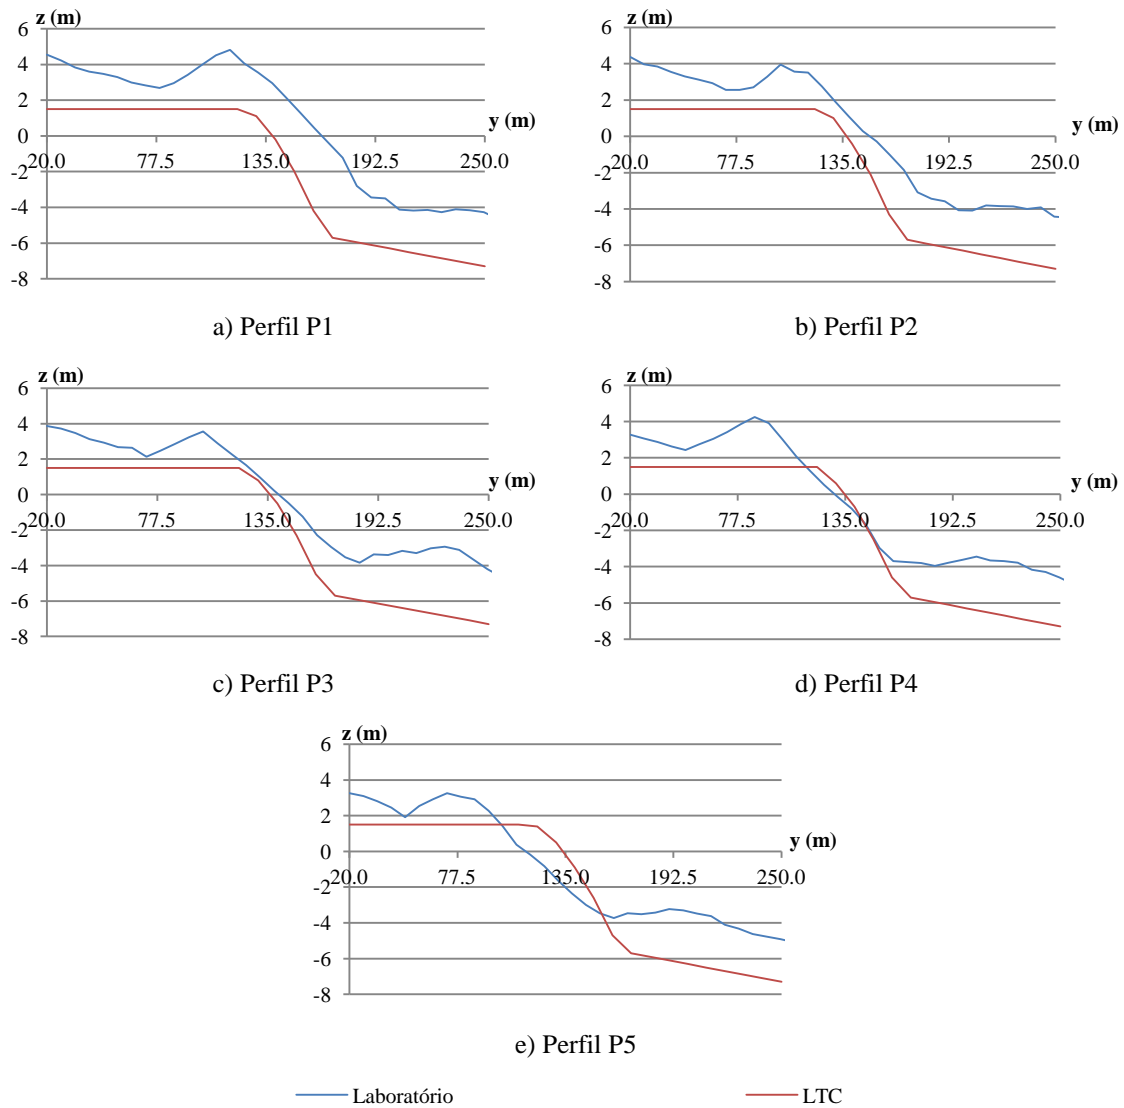 z (m)
6
4
2
0
-2
-4
-6
-8
20.0 77.5 135.0 192.5 250.0
y (m)
a) Perfil P1
z (m)
6
4
2
0
-2
-4
-6
-8
20.0 77.5 135.0 192.5 250.0
y (m)
b) Perfil P2
z (m)
6
4
2
0
-2
-4
-6
-8
20.0 77.5 135.0 192.5 250.0
y (m)
c) Perfil P3
z (m)
6
4
2
0
-2
-4
-6
-8
20.0 77.5 135.0 192.5 250.0
y (m)
d) Perfil P4
z (m)
6
4
2
0
-2
-4
-6
-8
20.0 77.5 135.0 192.5 250.0
y (m)
e) Perfil P5
Laboratório LTC